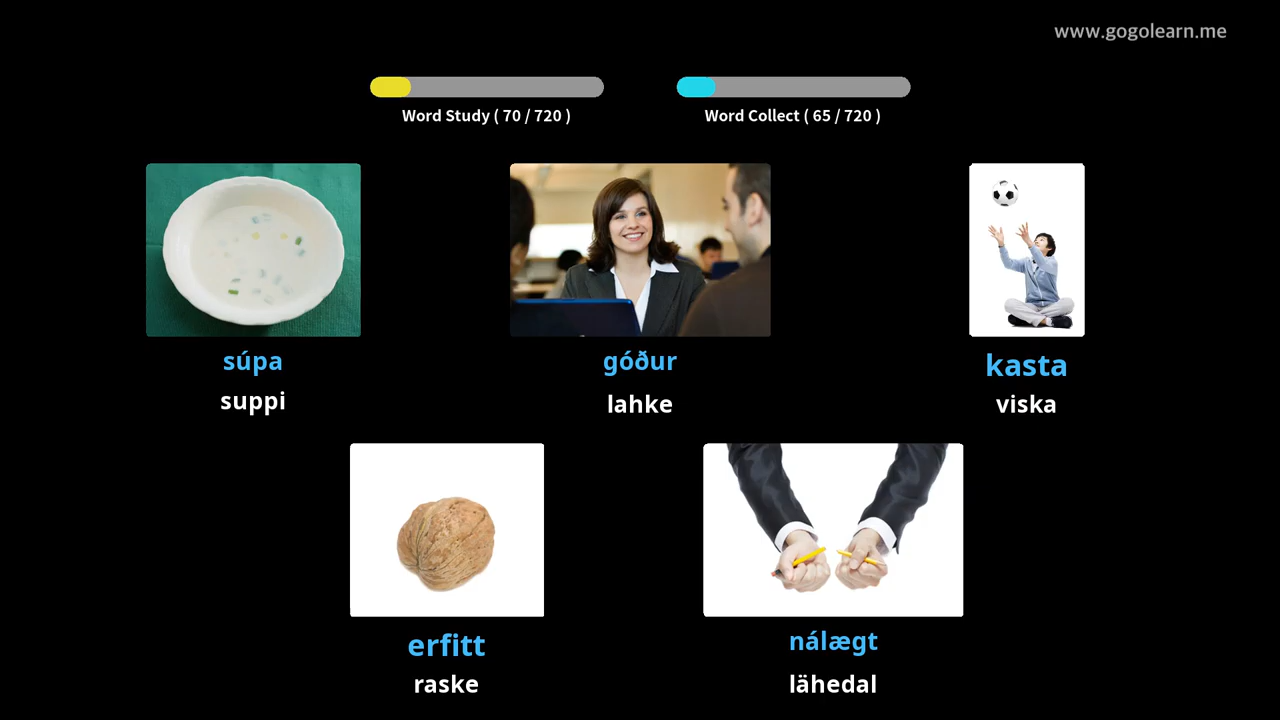 www.gogolearn.me
Word Study ( 70 / 720 )
Word Collect ( 65 / 720 )
súpa
suppi
góður
lahke
kasta
viska
erfitt
raske
nálægt
lähedal